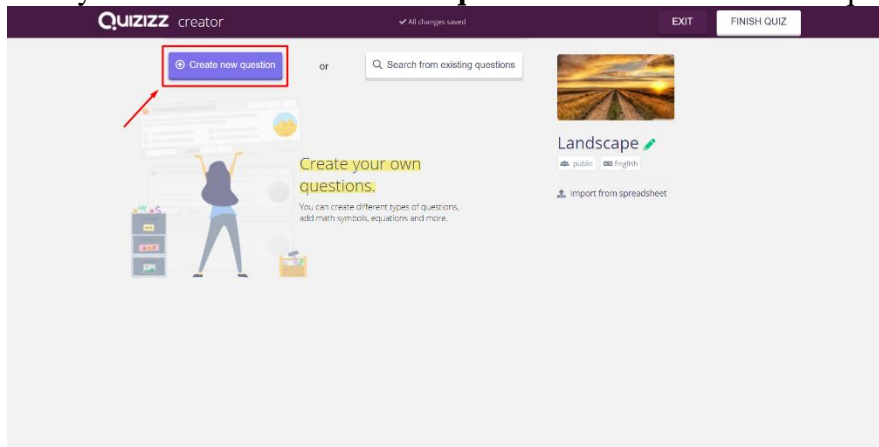 Quizizz creator
All changes saved
EXIT
FINISH QUIZ
Create new question
or
Search from existing questions
Create your own
questions.
You can create different types of questions,
add math symbols, equations and more.
Landscape
public
English
Import from spreadsheet